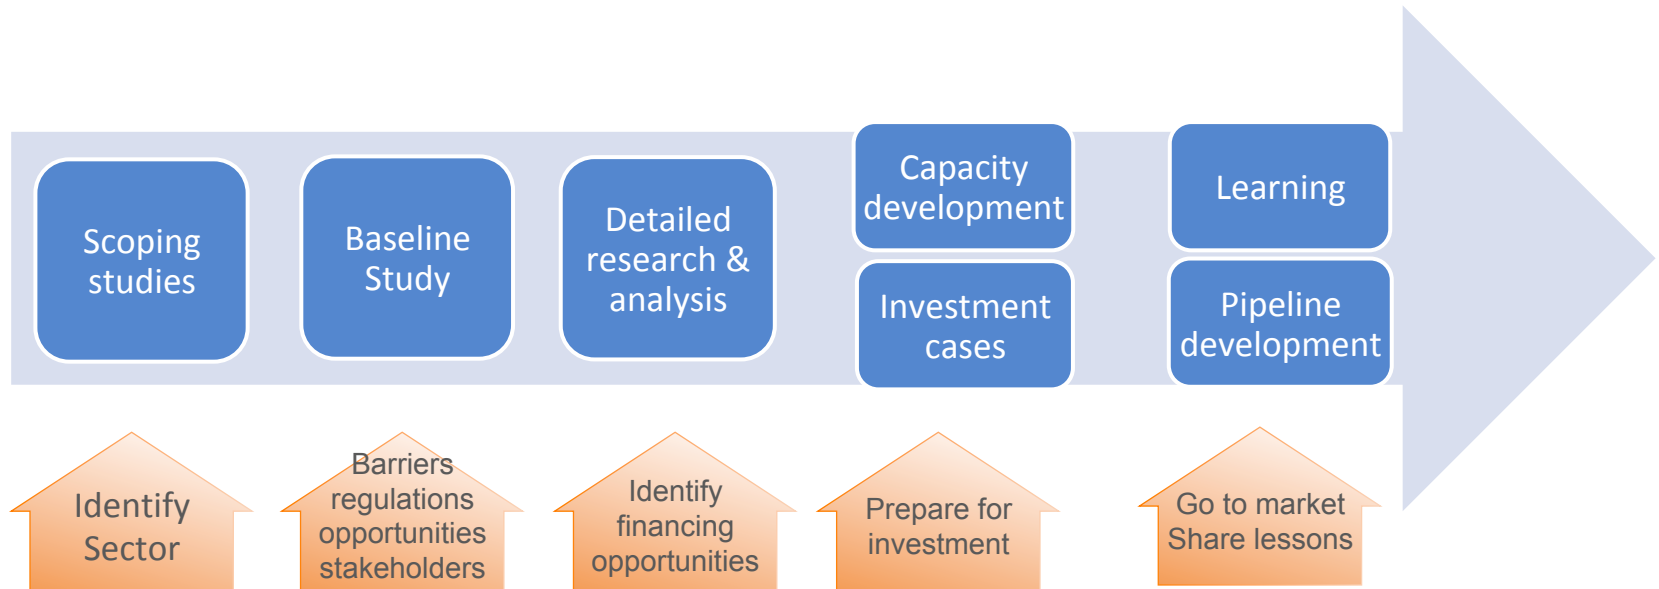 Scoping
studies
Baseline
Study
Detailed
research &
analysis
Capacity
development
Investment
cases
Learning
Pipeline
development
Identify
Sector
Barriers
regulations
opportunities
stakeholders
Identify
financing
opportunities
Prepare for
investment
Go to market
Share lessons